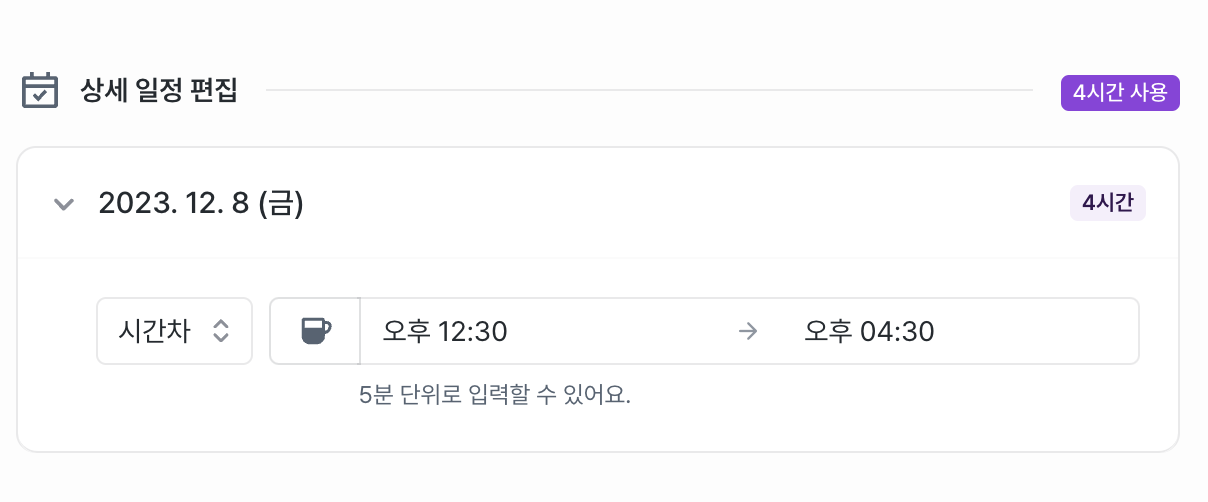 상세 일정 편집
4시간 사용
2023. 12. 8 (금)
4시간
시간차
오후 12:30 → 오후 04:30
5분 단위로 입력할 수 있어요.